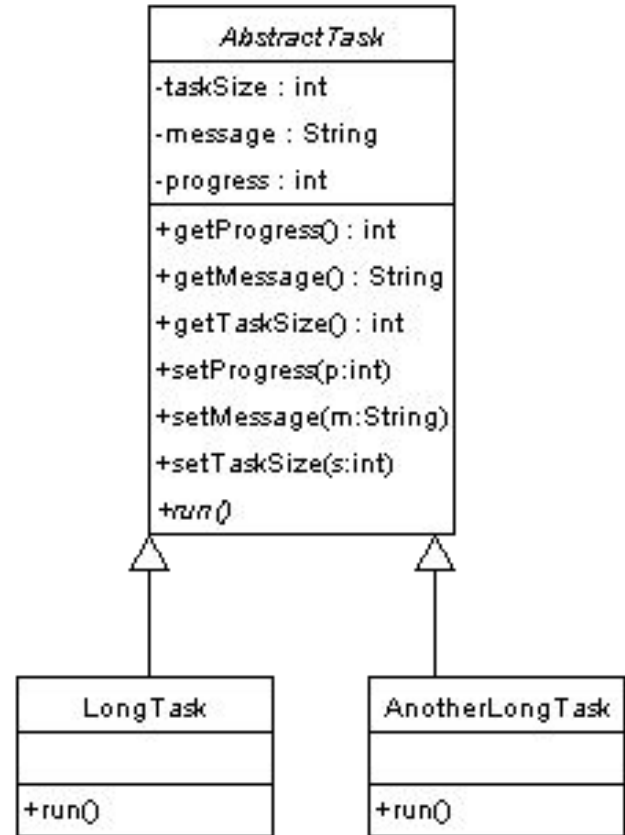 AbstractTask
-taskSize : int
-message : String
-progress : int
+getProgress() : int
+getMessage() : String
+getTaskSize() : int
+setProgress(p:int)
+setMessage(m:String)
+setTaskSize(s:int)
+run()
LongTask
+run()
AnotherLongTask
+run()